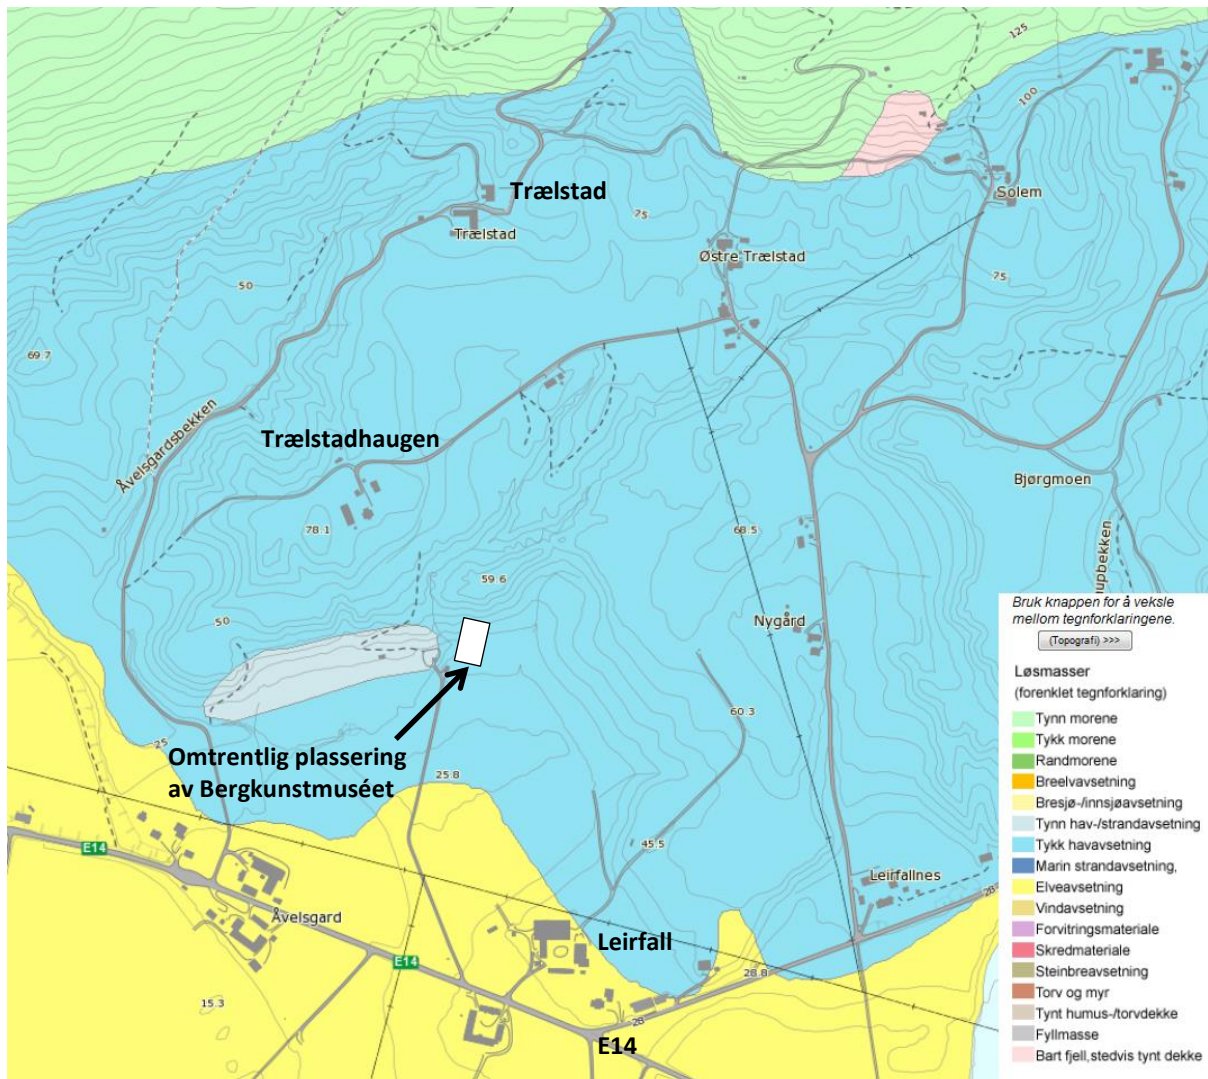 125
100
Trælstad
Solem
75
Trælstad
Østre Trælstad
75
50
69.7
Trælstadhaugen
Åvelsgardsbekken
Bjørgmoen
78.1
68.5
upbekken
59.6
50
Nygård
60.3
25
Omtrentlig plassering
av Bergkunstmuséet
25.8
45.5
E14
Leirfallnes
28
Åvelsgard
Leirfall
E14
28.8
15.3
28
E14
Bruk knappen for å veksle
mellom tegnforklaringene.
(Topografi) >>>
Løsmasser
(forenklet tegnforklaring)
Tynn morene
Tykk morene
Randmorene
Breelvavsetning
Bresjø-/innsjøavsetning
Tynn hav-/strandavsetning
Tykk havavsetning
Marin strandavsetning,
Elveavsetning
Vindavsetning
Forvitringsmateriale
Skredmateriale
Steinbreavsetning
Torv og myr
Tynt humus-/torvdekke
Fyllmasse
Bart fjell,stedvis tynt dekke